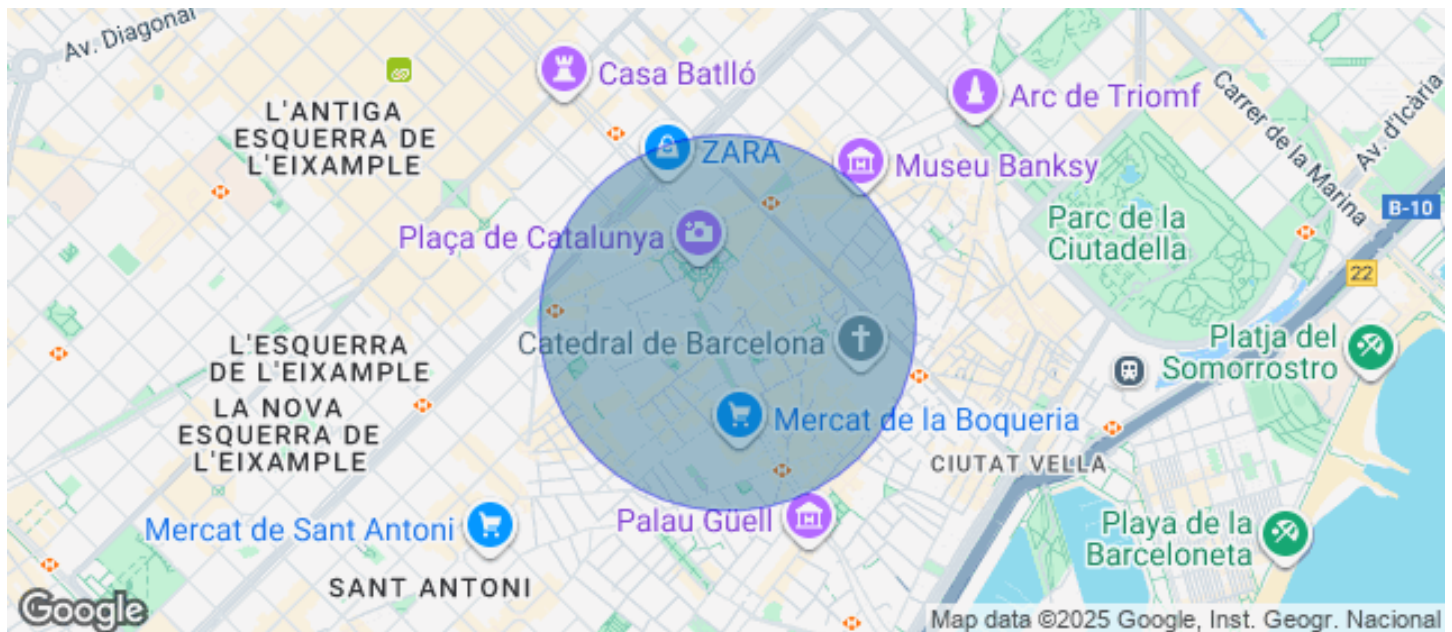 Av. Diagonal
Casa Batlló
Arc de Triomf
Carrer de la Marina
Av. d'Icària
L'ANTIGA
ESQUERRA DE
L'EIXAMPLE
ZARA
Museu Banksy
B-10
Plaça de Catalunya
Parc de la
Ciutadella
22
L'ESQUERRA
DE L'EIXAMPLE
Catedral de Barcelona
Platja del
Somorrostro
LA NOVA
ESQUERRA DE
L'EIXAMPLE
Mercat de la Boqueria
CIUTAT VELLA
Mercat de Sant Antoni
Palau Güell
Playa de la
Barceloneta
SANT ANTONI
Google
Map data ©2025 Google, Inst. Geogr. Nacional